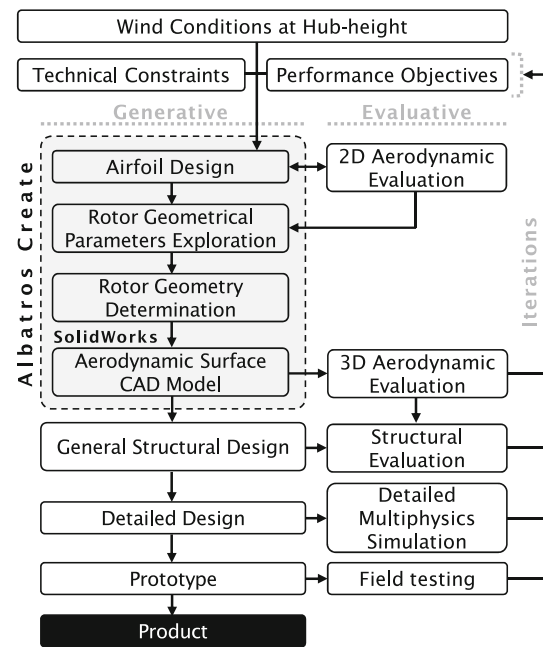 Wind Conditions at Hub-height
Technical Constraints
Performance Objectives
Generative
Evaluative
Albatros Create
Airfoil Design
2D Aerodynamic
Evaluation
Rotor Geometrical
Parameters Exploration
Rotor Geometry
Determination
Iterations
SolidWorks
Aerodynamic Surface
CAD Model
3D Aerodynamic
Evaluation
General Structural Design
Structural
Evaluation
Detailed Design
Detailed
Multiphysics
Simulation
Prototype
Field testing
Product